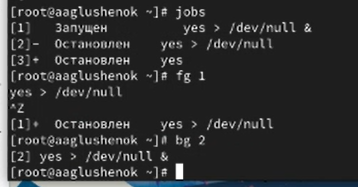 [root@aaglushenok ~]# jobs
[1]   Запущен          yes > /dev/null &
[2]-  Остановлен    yes > /dev/null
[3]+  Остановлен    yes
[root@aaglushenok ~]# fg 1
yes > /dev/null
^Z
[1]+  Остановлен    yes > /dev/null
[root@aaglushenok ~]# bg 2
[2] yes > /dev/null &
[root@aaglushenok ~]#